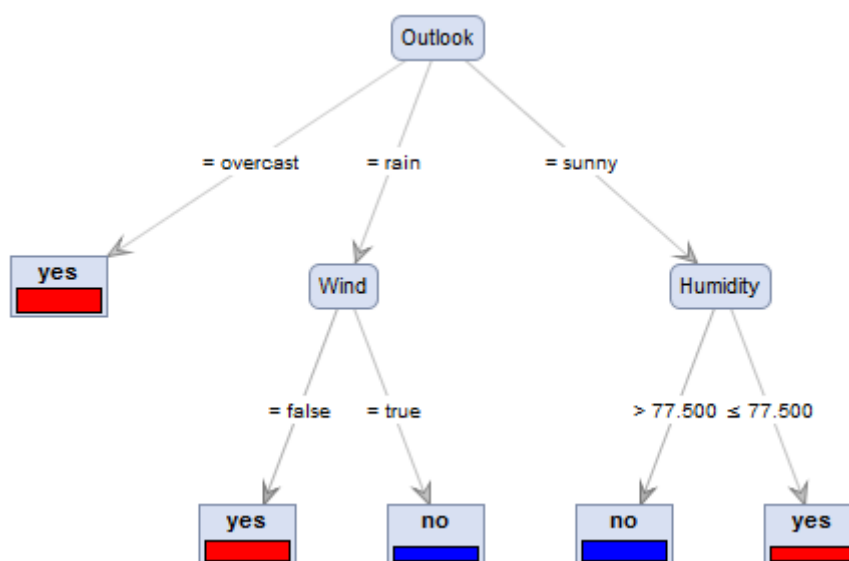 Outlook
= overcast
= rain
= sunny
yes
Wind
Humidity
= false
= true
> 77.500
≤ 77.500
yes
no
no
yes